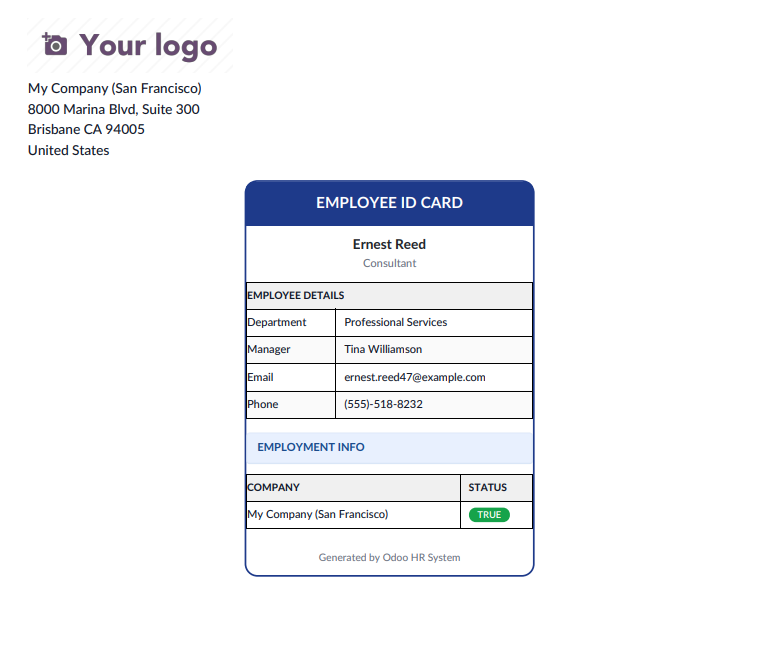 Your logo
My Company (San Francisco)
8000 Marina Blvd, Suite 300
Brisbane CA 94005
United States
EMPLOYEE ID CARD
Ernest Reed
Consultant
EMPLOYEE DETAILS
Department Professional Services
Manager Tina Williamson
Email ernest.reed47@example.com
Phone (555)-518-8232
EMPLOYMENT INFO
COMPANY STATUS
My Company (San Francisco) TRUE
Generated by Odoo HR System